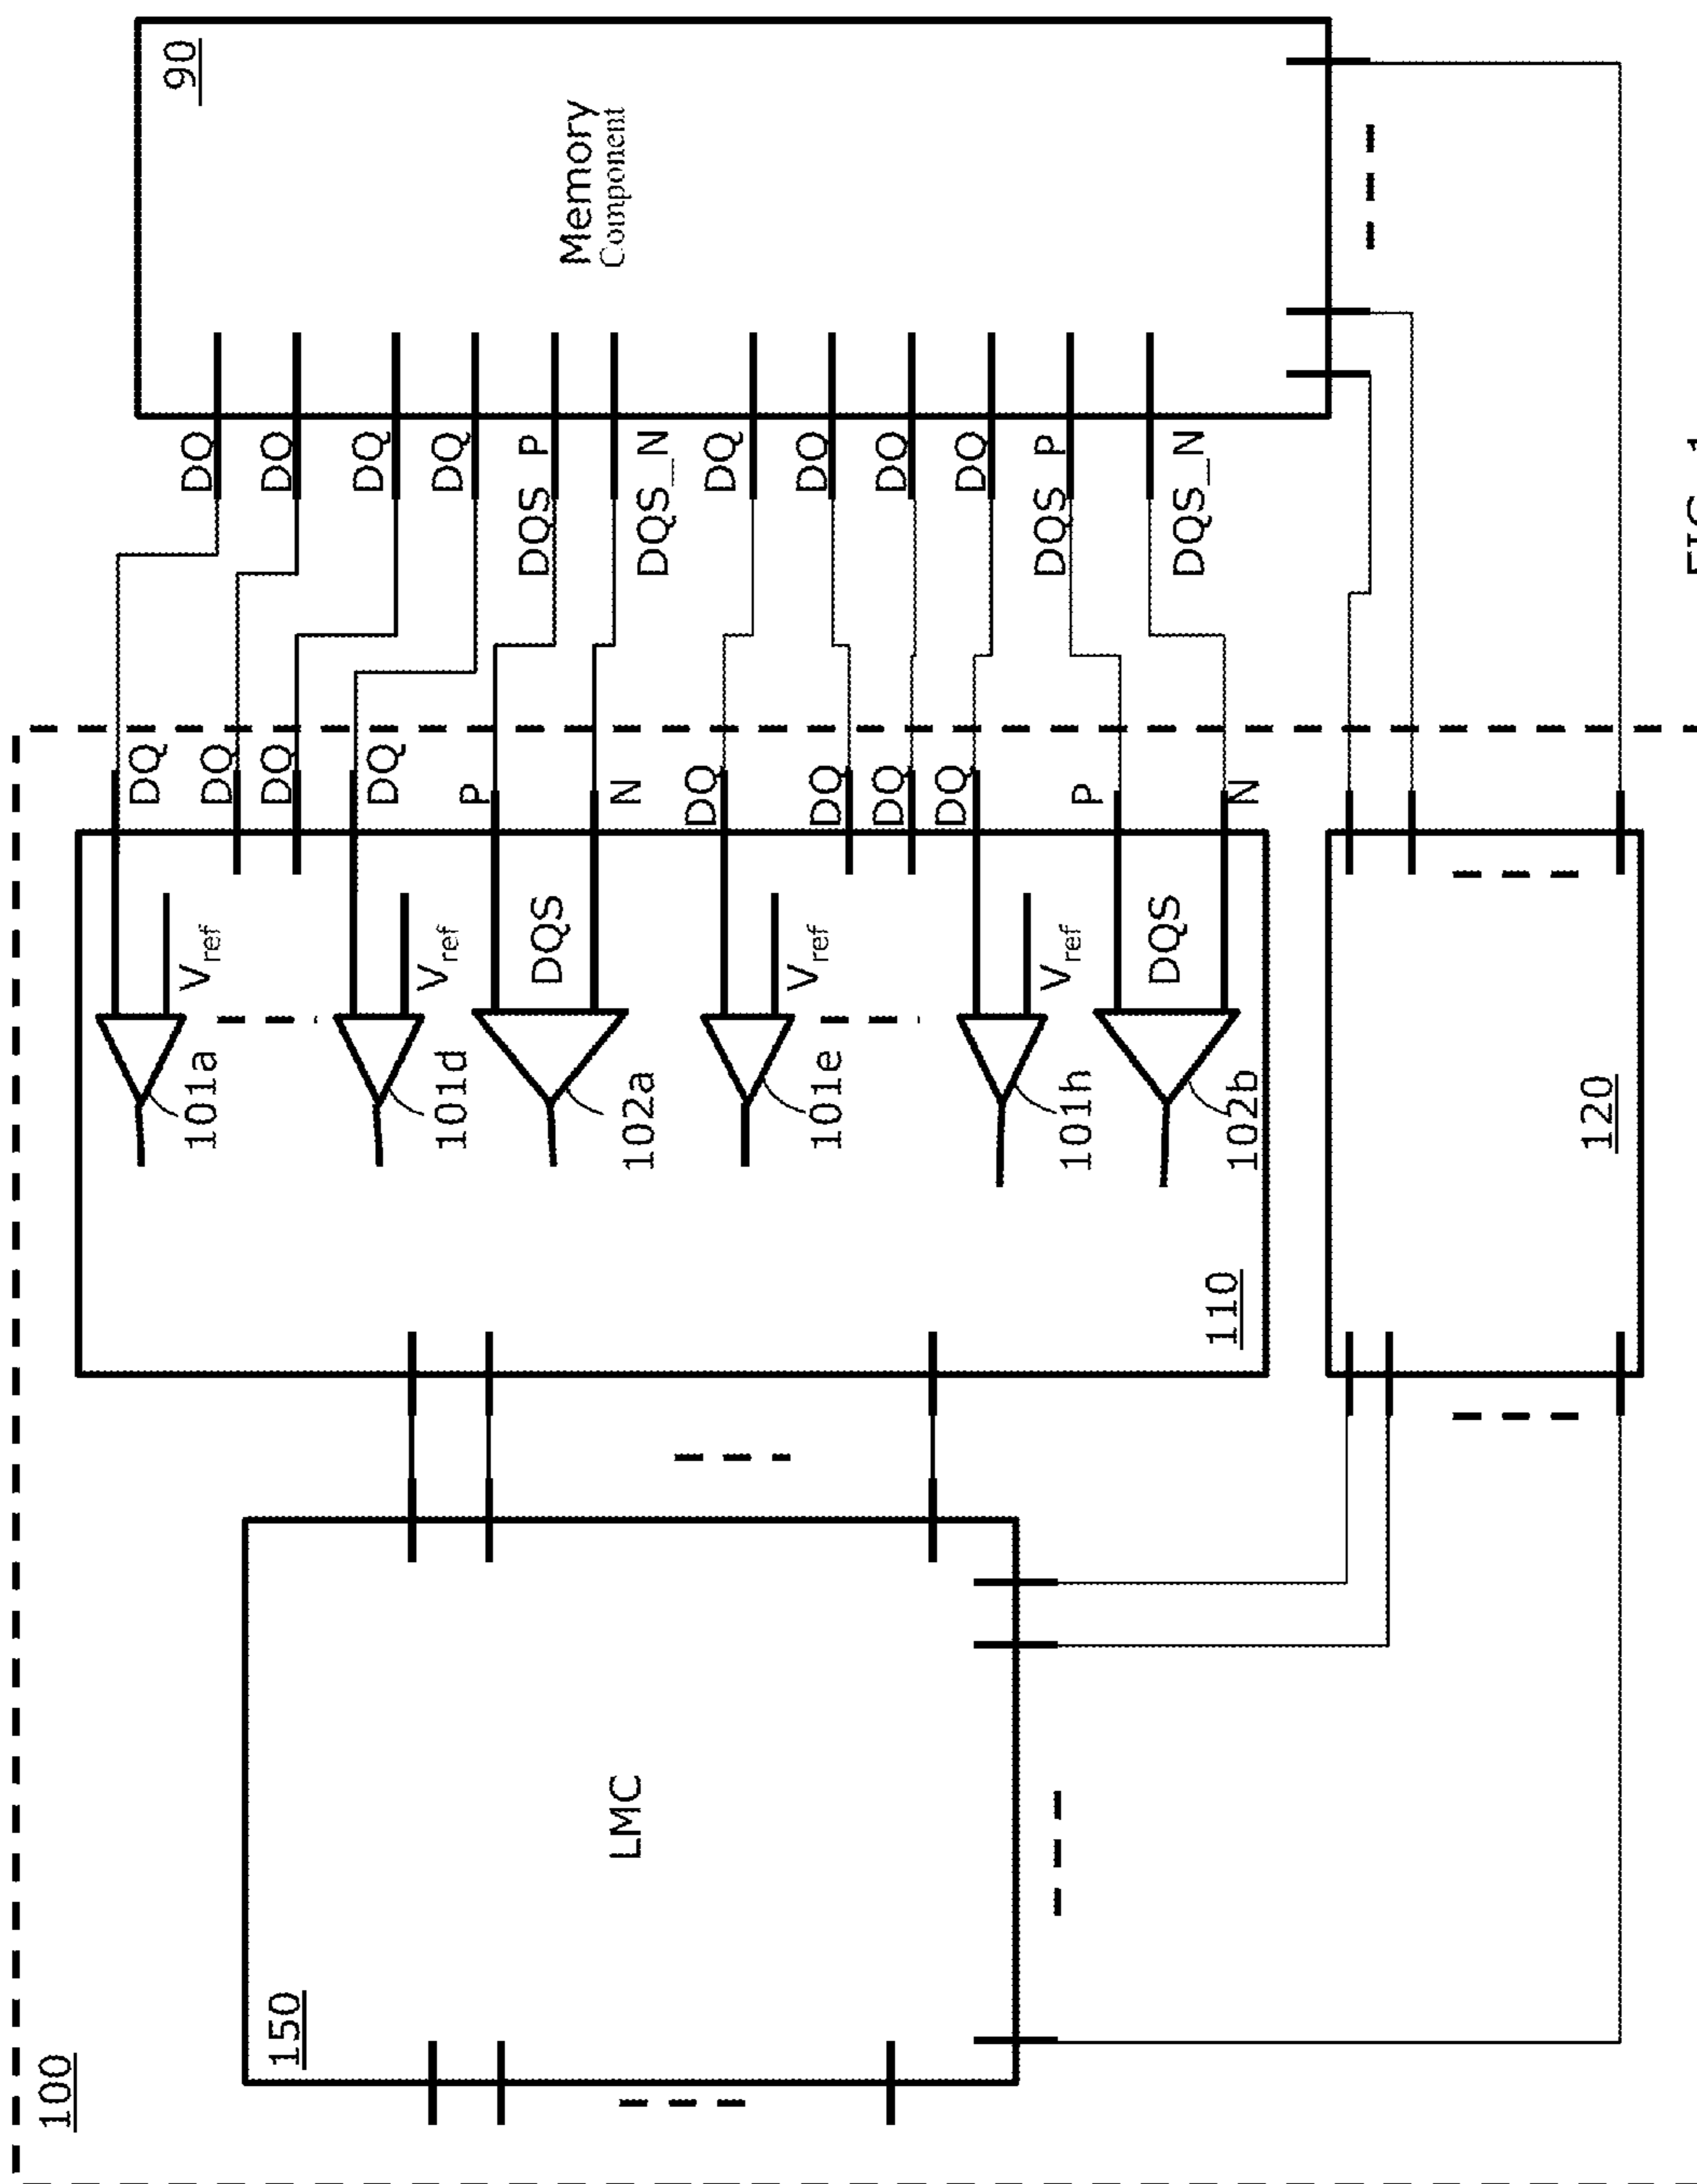 100
150
LMC
110
101a
Vref
101d
Vref
102a
DQS
101e
Vref
101h
Vref
102b
DQS
120
DQ
DQ
DQ
DQ
P
N
DQ
DQ
DQ
DQ
P
N
DQ
DQ
DQ
DQ
DQS_P
DQS_N
DQ
DQ
DQ
DQ
DQS_P
DQS_N
90
Memory
Component